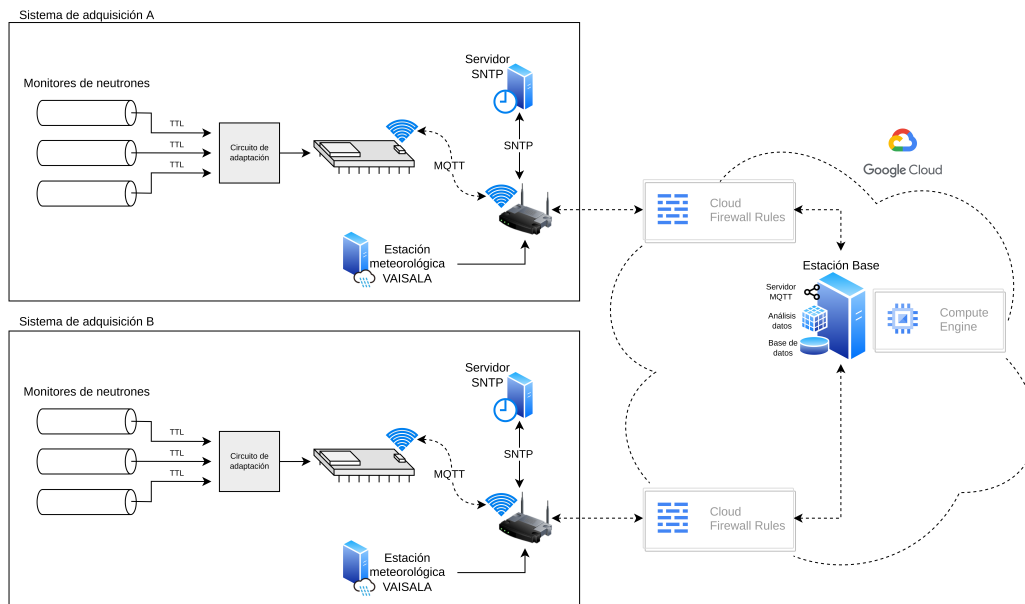 Sistema de adquisición A
Monitores de neutrones
TTL
TTL
TTL
Circuito de
adaptación
MQTT
Servidor
SNTP
SNTP
Estación
meteorológica
VAISALA
Sistema de adquisición B
Monitores de neutrones
TTL
TTL
TTL
Circuito de
adaptación
MQTT
Servidor
SNTP
SNTP
Estación
meteorológica
VAISALA
Google Cloud
Cloud
Firewall Rules
Estación Base
Servidor
MQTT
Análisis
datos
Base de
datos
Compute
Engine
Cloud
Firewall Rules